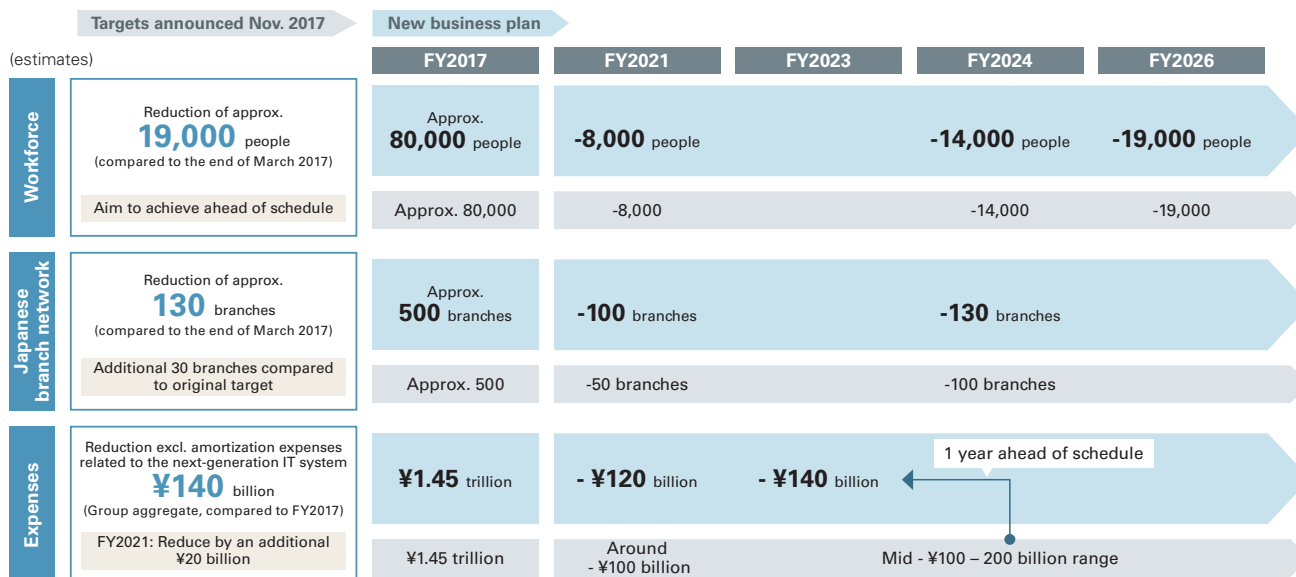 Targets announced Nov. 2017
New business plan
(estimates)
FY2017
FY2021
FY2023
FY2024
FY2026
Workforce
Reduction of approx.
19,000 people
(compared to the end of March 2017)
Aim to achieve ahead of schedule
Approx.
80,000 people
-8,000 people
-14,000 people
-19,000 people
Approx. 80,000
-8,000
-14,000
-19,000
Japanese
branch network
Reduction of approx.
130 branches
(compared to the end of March 2017)
Additional 30 branches compared
to original target
Approx.
500 branches
-100 branches
-130 branches
Approx. 500
-50 branches
-100 branches
Expenses
Reduction excl. amortization expenses
related to the next-generation IT system
¥140 billion
(Group aggregate, compared to FY2017)
FY2021: Reduce by an additional
¥20 billion
¥1.45 trillion
- ¥120 billion
- ¥140 billion
1 year ahead of schedule
¥1.45 trillion
Around
- ¥100 billion
Mid - ¥100 – 200 billion range